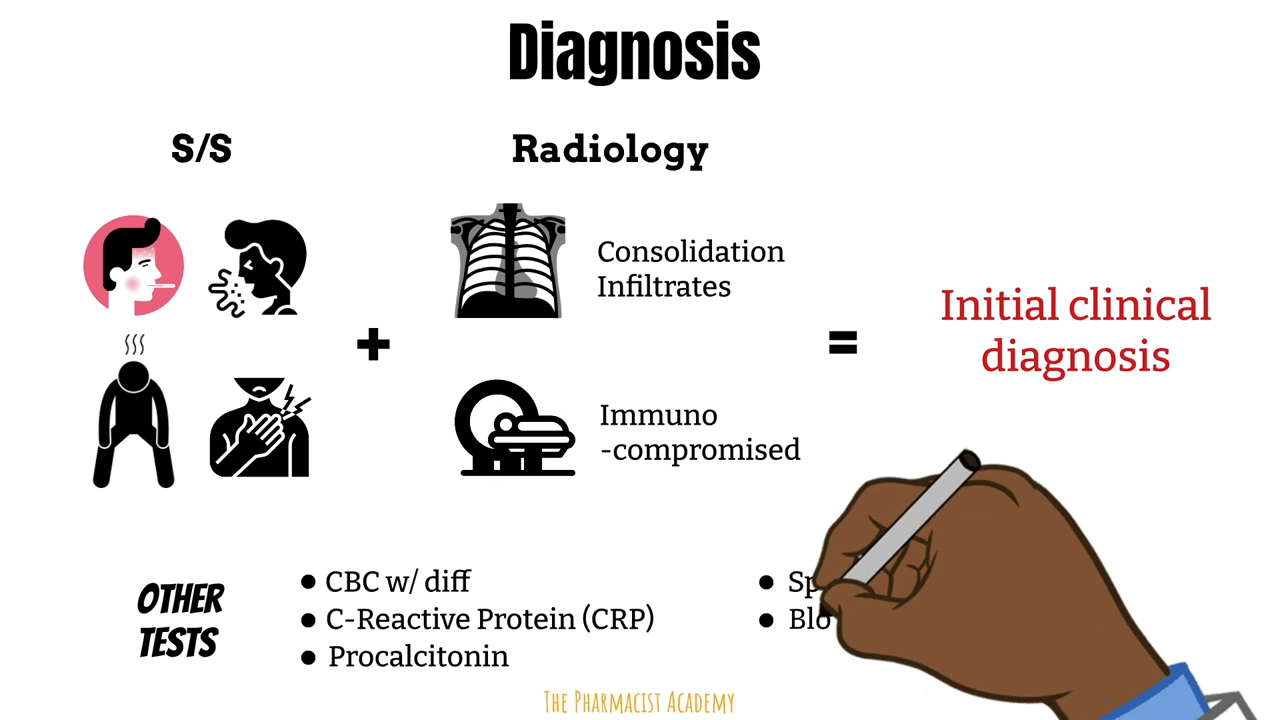 Diagnosis
S/S
Radiology
Consolidation
Infiltrates
+
=
Initial clinical
diagnosis
Immuno
-compromised
OTHER
TESTS
• CBC w/ diff
• C-Reactive Protein (CRP)
• Procalcitonin
The Pharmacist Academy